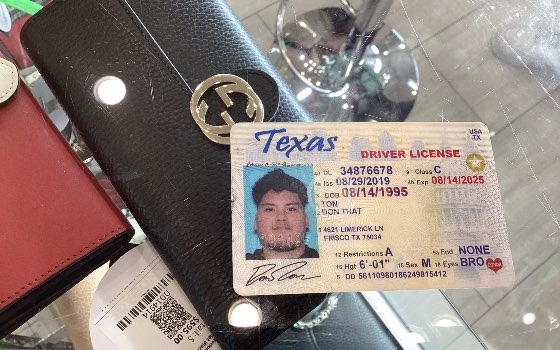 Texas
USA
TX
DRIVER LICENSE
4d DL 34876678 9 Class C
4a Iss 08/29/2019 4b Exp 08/14/2025
3 DOB 08/14/1995
1 TON
2 DON THAT
8 4521 LIMERICK LN
FRISCO TX 75034
12 Restrictions A 9a End NONE
16 Hgt 6'-01" 15 Sex M 18 Eyes BRO
5 DD 56110980186249815412
DONOR